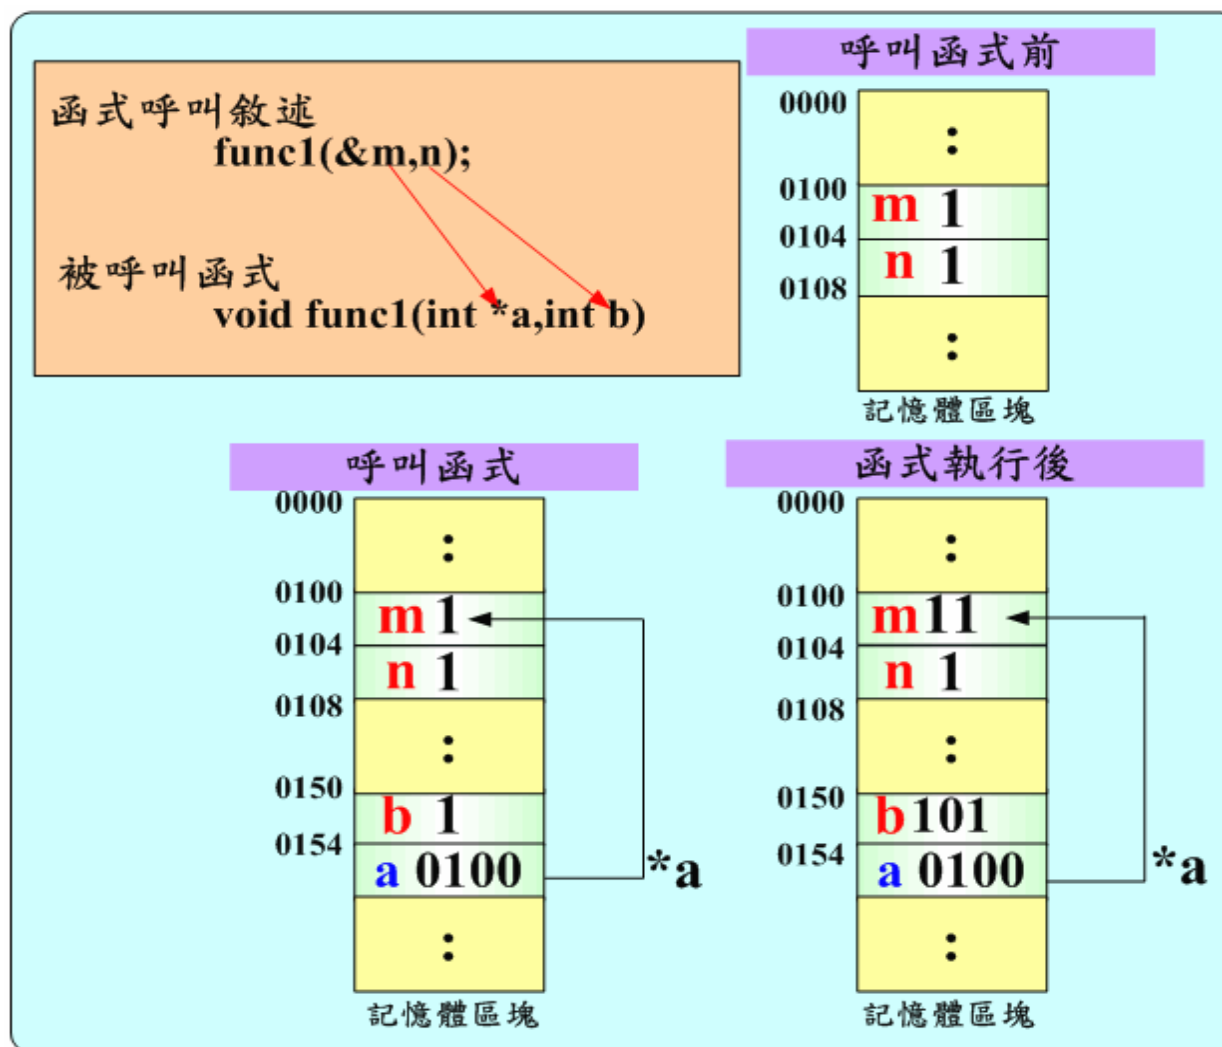 函式呼叫敘述
func1(&m,n);
被呼叫函式
void func1(int *a,int b)
呼叫函式前
0000
:
0100
m 1
0104
n 1
0108
:
記憶體區塊
呼叫函式
0000
:
0100
m 1
0104
n 1
0108
:
0150
b 1
0154
a 0100
*a
:
記憶體區塊
函式執行後
0000
:
0100
m 11
0104
n 1
0108
:
0150
b 101
0154
a 0100
*a
:
記憶體區塊